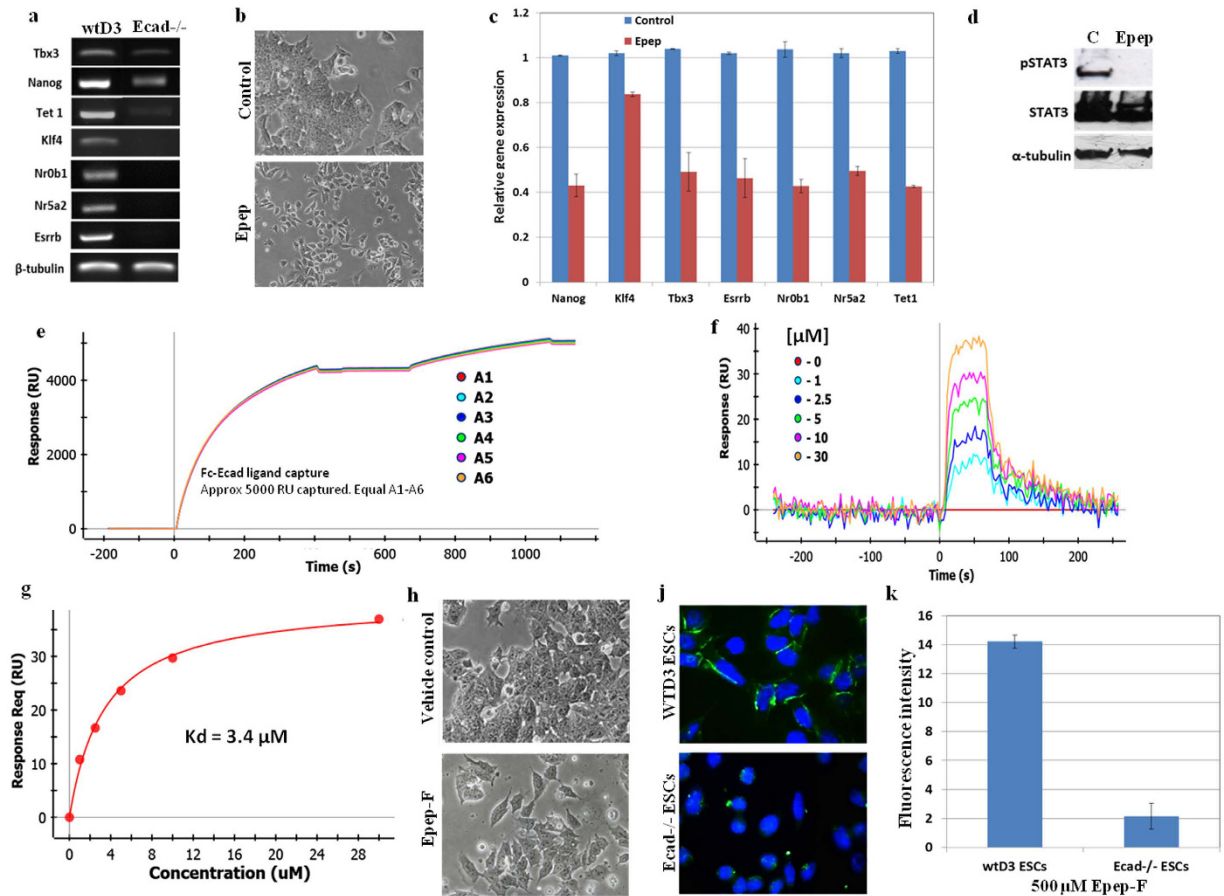 a
wtD3 Ecad-/-
Tbx3
Nanog
Tet 1
Klf4
Nr0b1
Nr5a2
Esrrb
β-tubulin
b
Control
Epep
c
Control
Epep
Relative gene expression
1.2
1
0.8
0.6
0.4
0.2
0
Nanog Klf4 Tbx3 Esrrb Nr0b1 Nr5a2 Tet1
d
C Epep
pSTAT3
STAT3
α-tubulin
e
Response (RU)
4000
2000
0
A1
A2
A3
A4
A5
A6
Fc-Ecad ligand capture
Approx 5000 RU captured. Equal A1-A6
-200 0 200 400 600 800 1000
Time (s)
f
Response (RU)
40
30
20
10
0
-10
[µM]
- 0
- 1
- 2.5
- 5
- 10
- 30
-200 -100 0 100 200
Time (s)
g
Response Req (RU)
30
20
10
0
Kd = 3.4 µM
0 4 8 12 16 20 24 28
Concentration (uM)
h
Vehicle control
Epep-F
j
WTD3 ESCs
Ecad-/- ESCs
k
Fluorescence intensity
16
14
12
10
8
6
4
2
0
wtD3 ESCs Ecad-/- ESCs
500 µM Epep-F